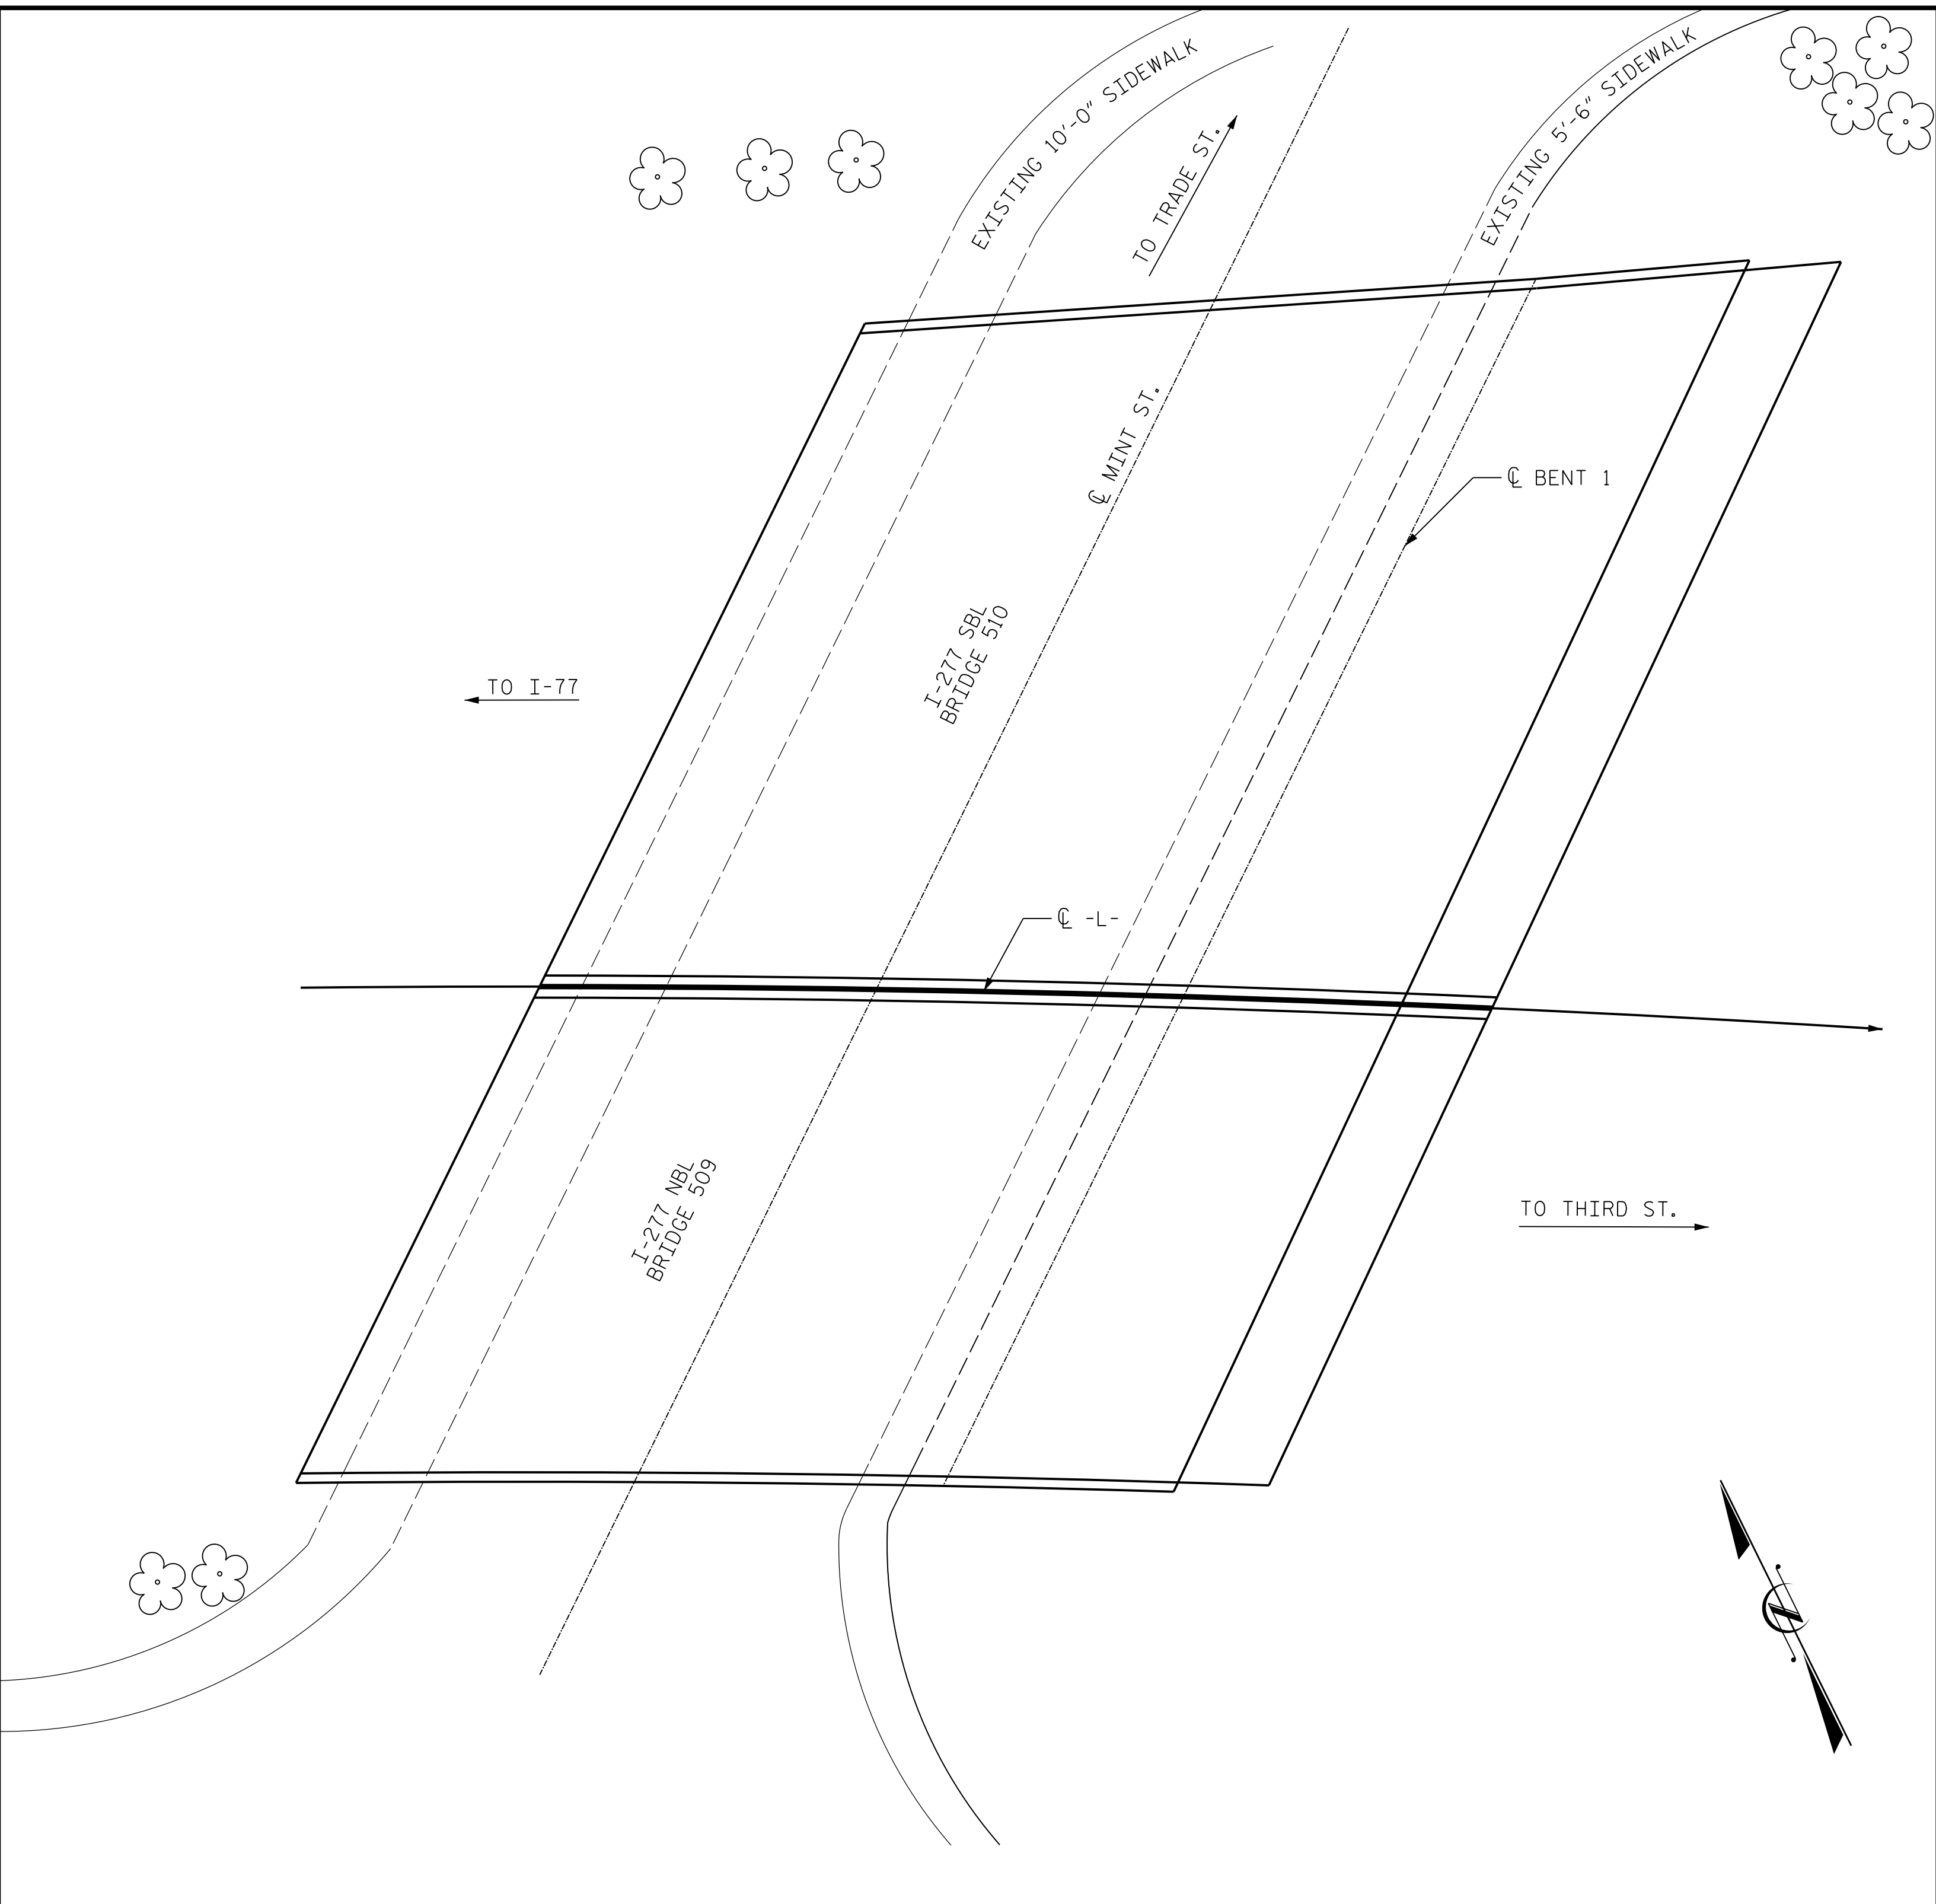 EXISTING 10'-0" SIDEWALK
EXISTING 5'-6" SIDEWALK
TO TRADE ST.
℄ MINT ST.
℄ BENT 1
I-277 SBL
BRIDGE 510
TO I-77
℄ -L-
I-277 NBL
BRIDGE 509
TO THIRD ST.
N